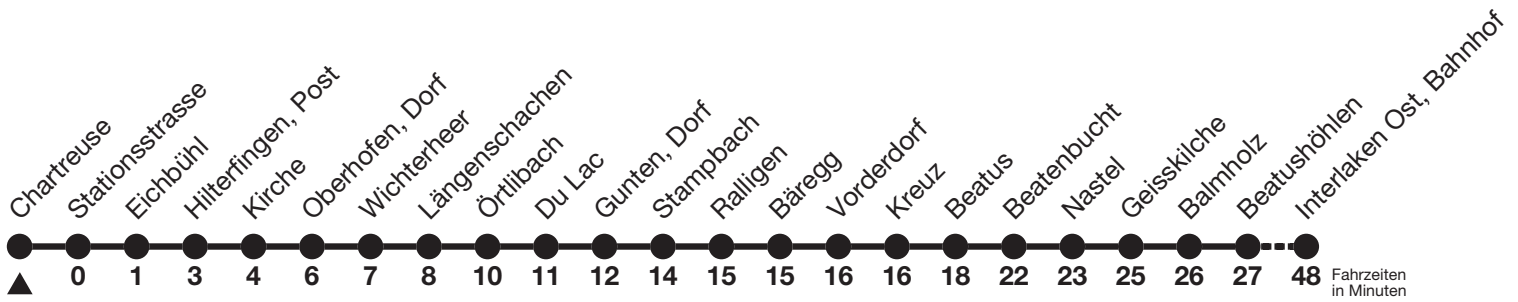 Chartreuse
Stationsstrasse
Eichbühl
Hilterfingen, Post
Kirche
Oberhofen, Dorf
Wichterheer
Längenschachen
Örtlibach
Du Lac
Gunten, Dorf
Stampbach
Ralligen
Bäregg
Vorderdorf
Kreuz
Beatus
Beatenbucht
Nastel
Geisskilche
Balmholz
Beatushöhlen
Interlaken Ost, Bahnhof
0 1 3 4 6 7 8 10 11 12 14 15 15 16 16 18 22 23 25 26 27 48 Fahrzeiten
in Minuten